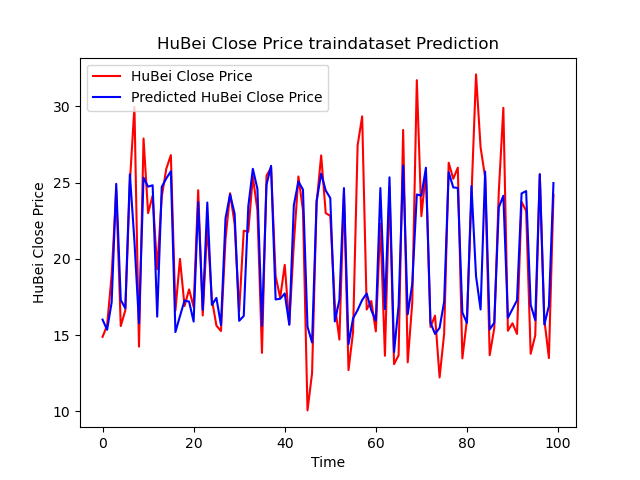 HuBei Close Price traindataset Prediction
HuBei Close Price
Predicted HuBei Close Price
HuBei Close Price
30
25
20
15
10
0 20 40 60 80 100
Time